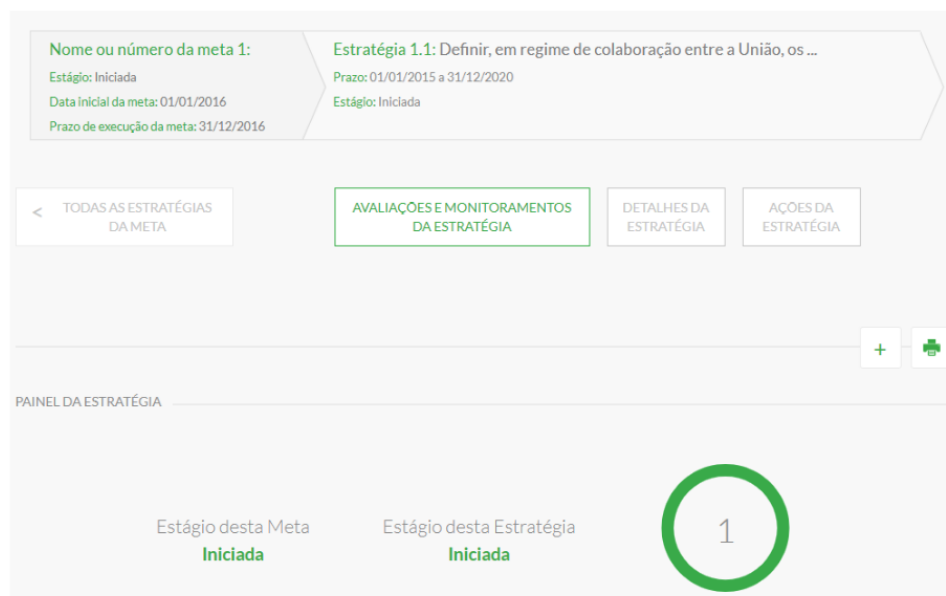 Nome ou número da meta 1:
Estágio: Iniciada
Data inicial da meta: 01/01/2016
Prazo de execução da meta: 31/12/2016
Estratégia 1.1: Definir, em regime de colaboração entre a União, os ...
Prazo: 01/01/2015 a 31/12/2020
Estágio: Iniciada
< TODAS AS ESTRATÉGIAS
DA META
AVALIAÇÕES E MONITORAMENTOS
DA ESTRATÉGIA
DETALHES DA
ESTRATÉGIA
AÇÕES DA
ESTRATÉGIA
+
PAINEL DA ESTRATÉGIA
Estágio desta Meta
Iniciada
Estágio desta Estratégia
Iniciada
1